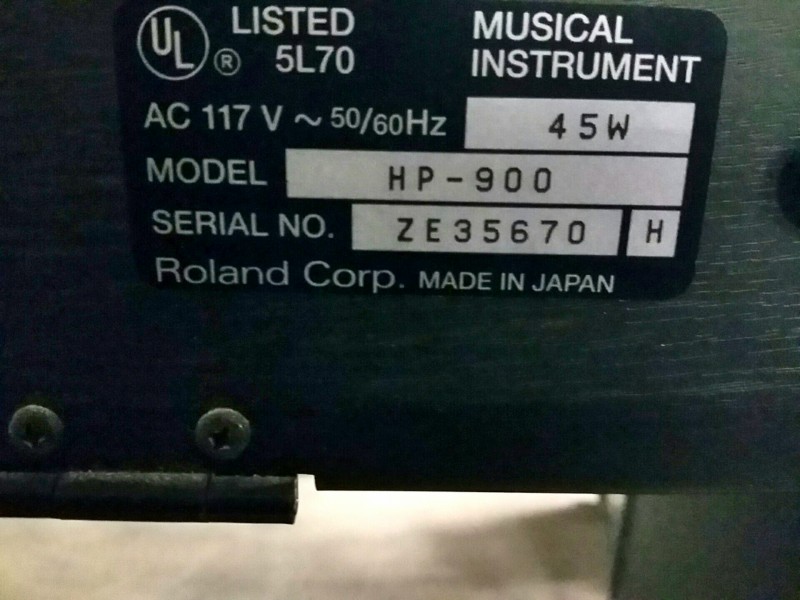 UL ® LISTED 5L70
MUSICAL INSTRUMENT
AC 117 V ~ 50/60Hz 45W
MODEL HP-900
SERIAL NO. ZE35670 H
Roland Corp. MADE IN JAPAN